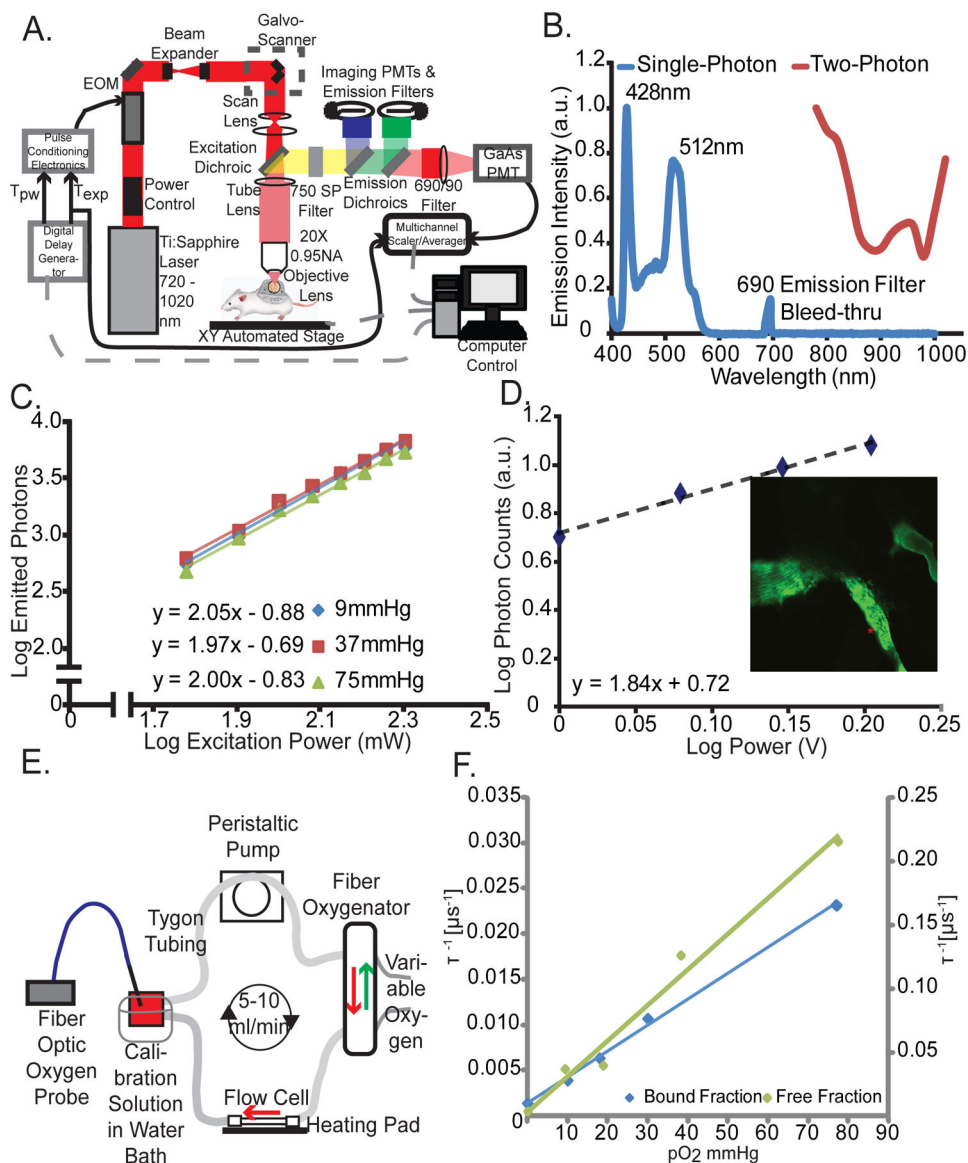 A.
Beam
Expander
Galvo-
Scanner
EOM
Imaging PMTs &
Emission Filters
Scan
Lens
Pulse
Conditioning
Electronics
Excitation
Dichroic
GaAs
PMT
Tpw
Texp
Power
Control
Tube
Lens
750 SP
Filter
Emission
Dichroics
690/90
Filter
Digital
Delay
Genera-
tor
Ti:Sapphire
Laser
720 -
1020
nm
20X
0.95NA
Objective
Lens
Multichannel
Scaler/Averager
XY Automated Stage
Computer
Control
B.
Emission Intensity (a.u.)
1.2
1.0
0.8
0.6
0.4
0.2
0
Single-Photon
Two-Photon
428nm
512nm
690 Emission Filter
Bleed-thru
400 500 600 700 800 900 1000
Wavelength (nm)
C.
Log Emitted Photons
4.0
3.5
3.0
2.5
2.0
0
y = 2.05x - 0.88 9mmHg
y = 1.97x - 0.69 37mmHg
y = 2.00x - 0.83 75mmHg
0 1.7 1.9 2.1 2.3 2.5
Log Excitation Power (mW)
D.
Log Photon Counts (a.u.)
1.2
1.0
0.8
0.6
0.4
0.2
0
y = 1.84x + 0.72
0 0.05 0.10 0.15 0.20 0.25
Log Power (V)
E.
Peristaltic
Pump
Tygon
Tubing
Fiber
Oxygenator
Vari-
able
Oxy-
gen
5-10
ml/min
Fiber
Optic
Oxygen
Probe
Cali-
bration
Solution
in Water
Bath
Flow Cell
Heating Pad
F.
τ⁻¹[µs⁻¹]
0.035
0.030
0.025
0.020
0.015
0.010
0.005
0
0.25
0.20
0.15
0.10
0.05
τ⁻¹[µs⁻¹]
Bound Fraction
Free Fraction
0 10 20 30 40 50 60 70 80 90
pO2 mmHg